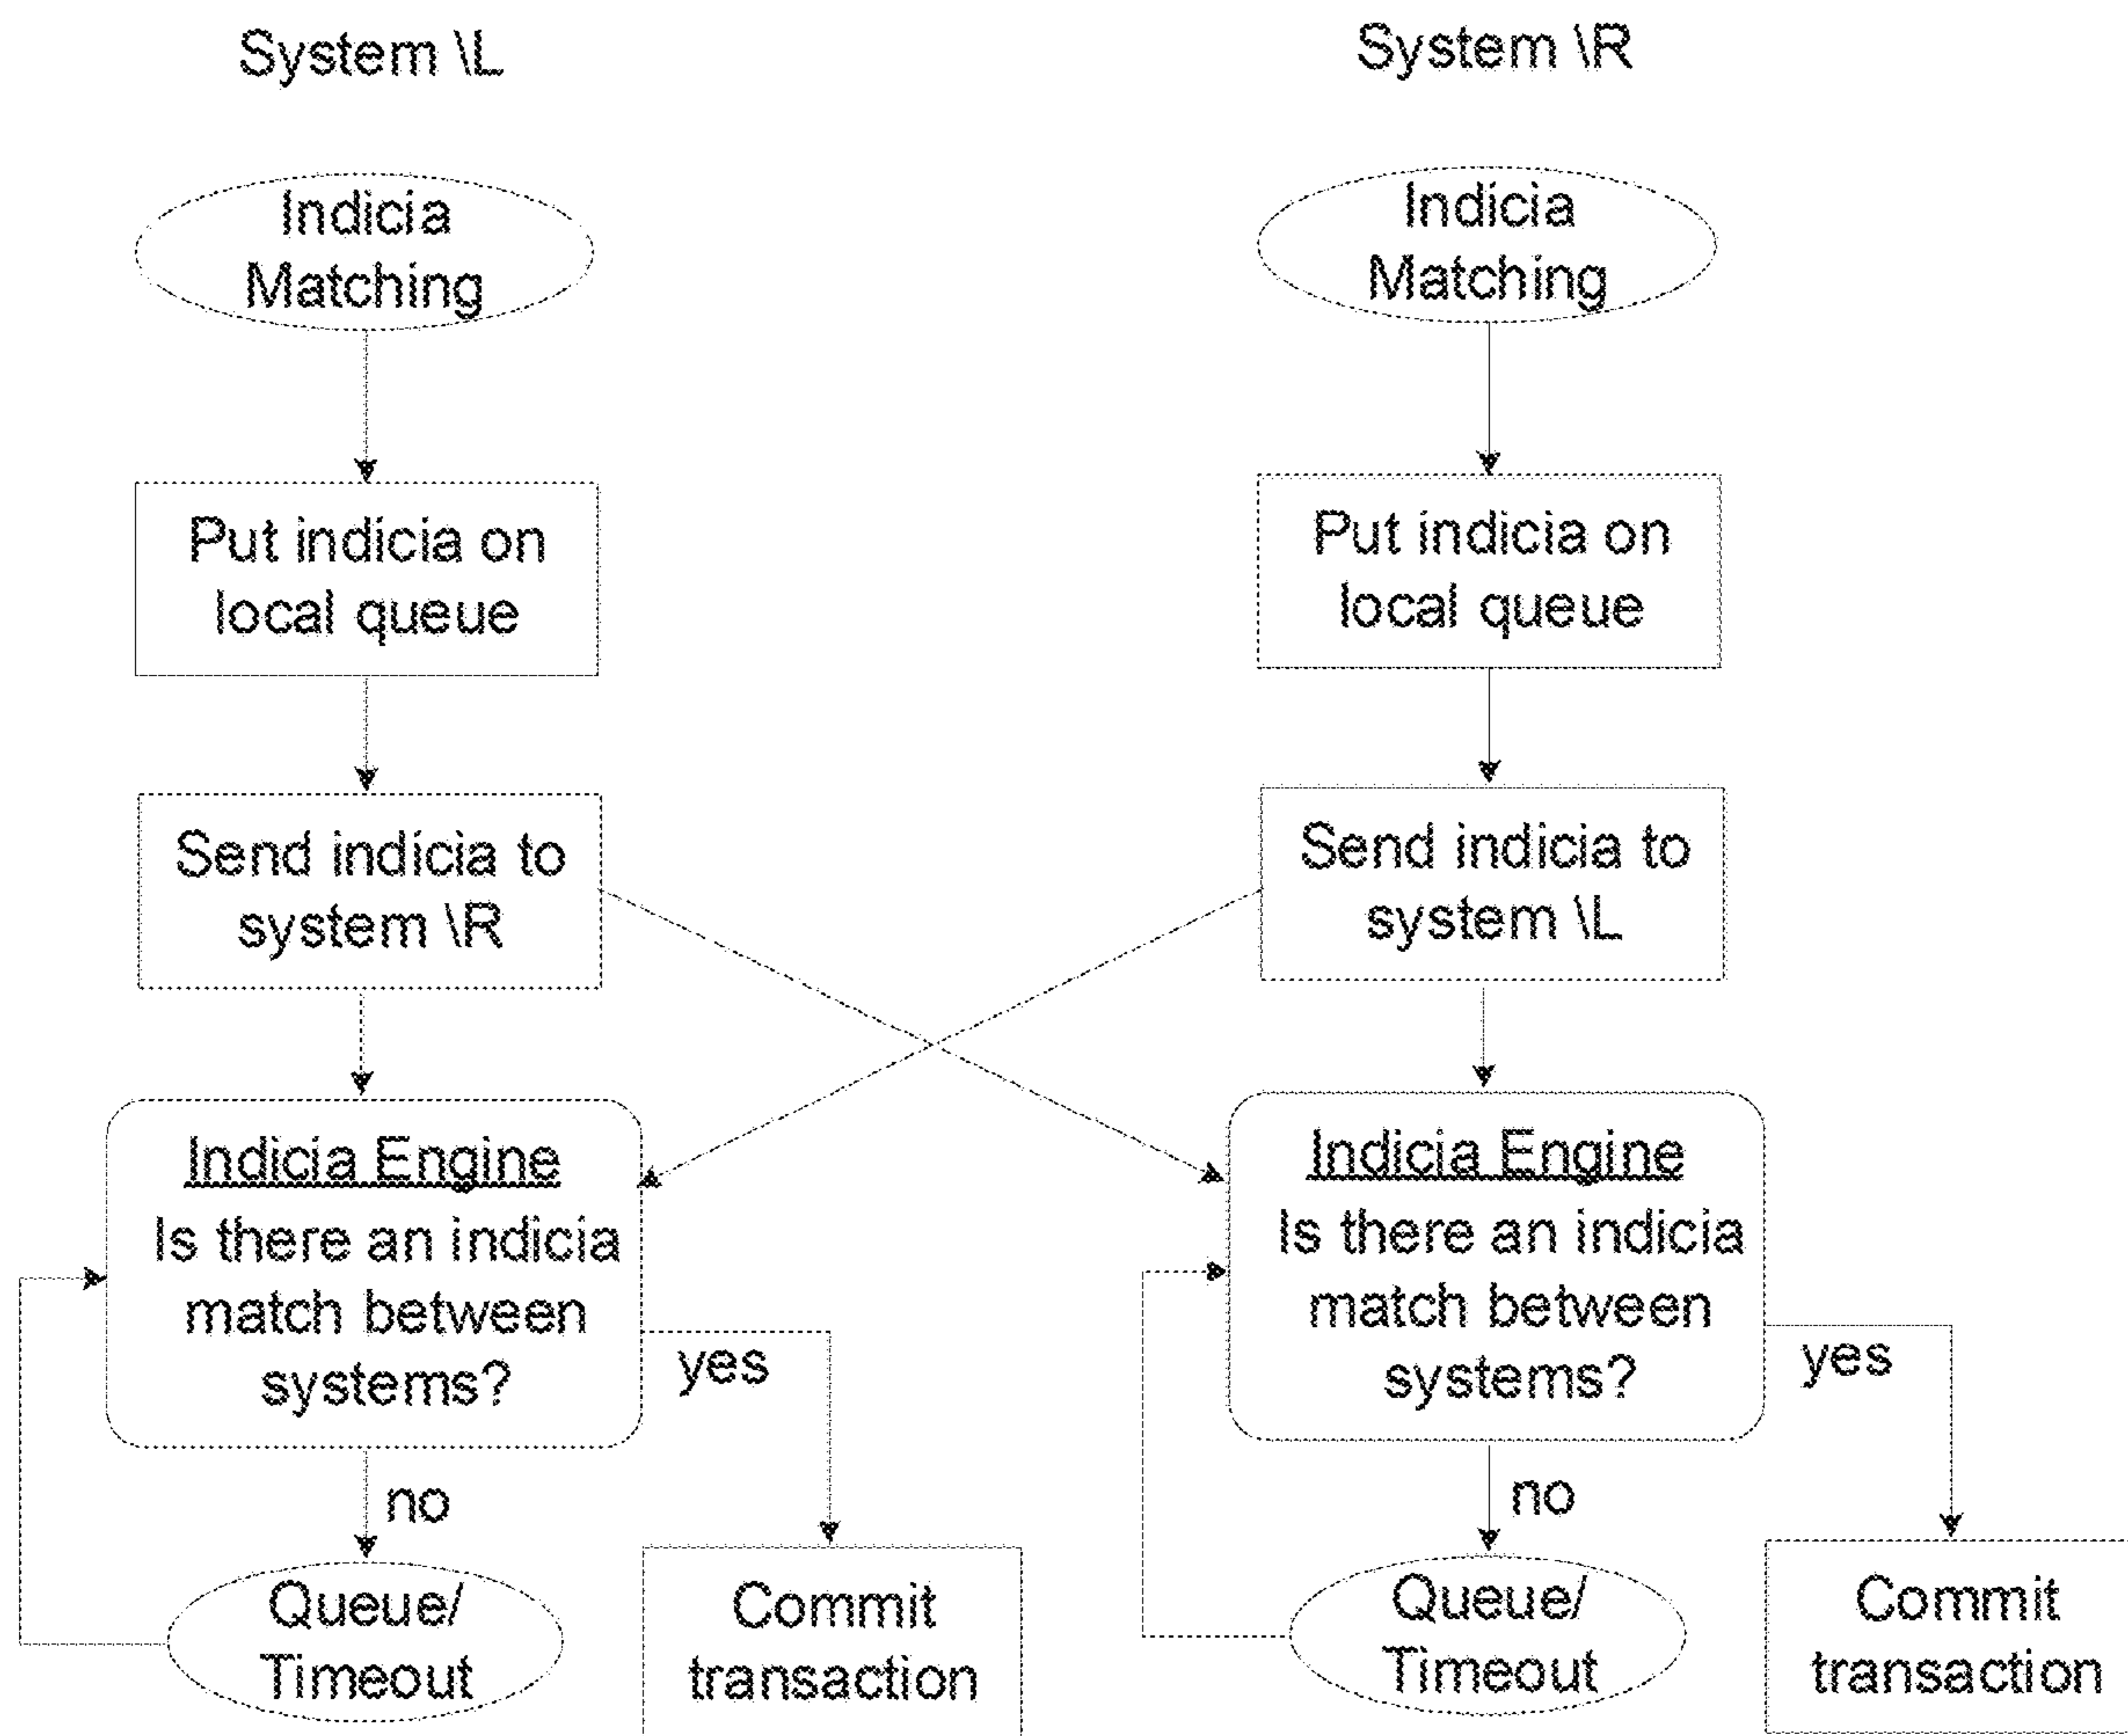 System \L
Indicia
Matching
Put indicia on
local queue
Send indicia to
system \R
Indicia Engine
Is there an indicia
match between
systems?
yes
no
Queue/
Timeout
Commit
transaction
System \R
Indicia
Matching
Put indicia on
local queue
Send indicia to
system \L
Indicia Engine
Is there an indicia
match between
systems?
yes
no
Queue/
Timeout
Commit
transaction